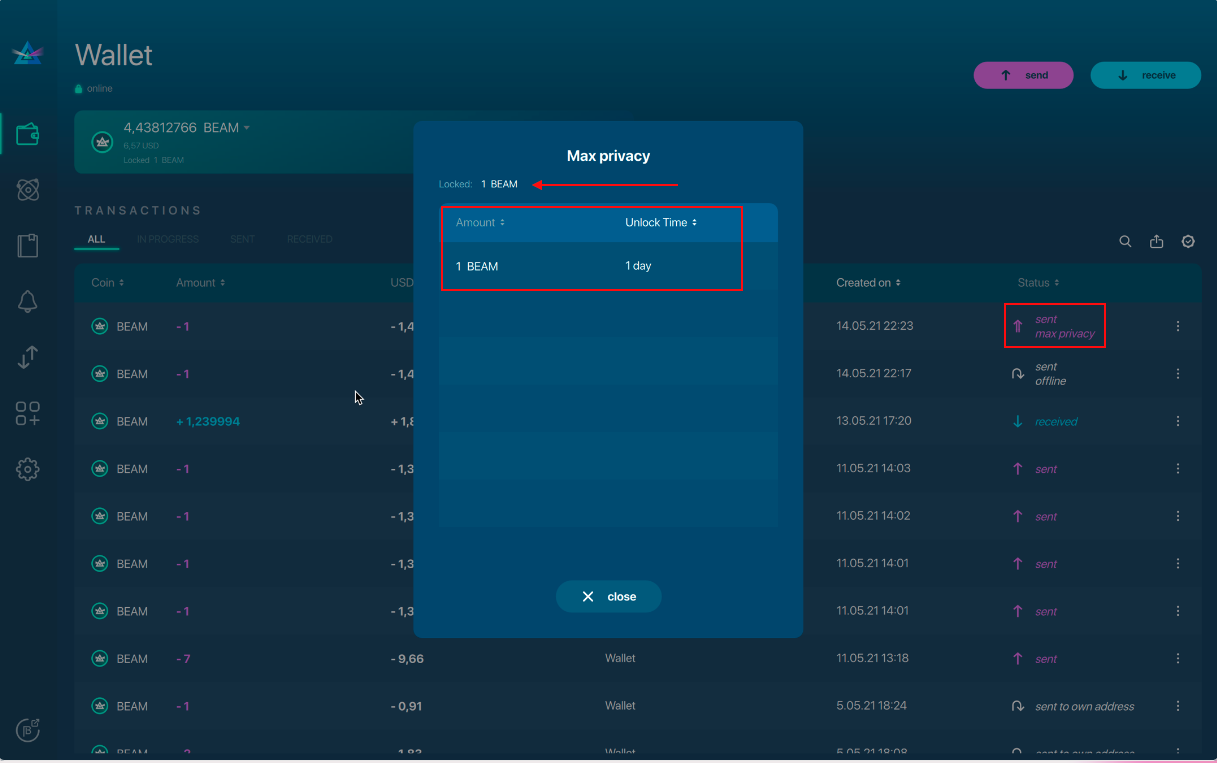 Wallet
online
send
receive
4,43812766 BEAM
6,57 USD
Locked 1 BEAM
Max privacy
Locked: 1 BEAM
Amount Unlock Time
1 BEAM 1 day
close
TRANSACTIONS
ALL IN PROGRESS SENT RECEIVED
Coin Amount USD Created on Status
BEAM - 1 - 1,4 14.05.21 22:23 sent
max privacy
BEAM - 1 - 1,4 14.05.21 22:17 sent
offline
BEAM + 1,239994 + 1,8 13.05.21 17:20 received
BEAM - 1 - 1,3 11.05.21 14:03 sent
BEAM - 1 - 1,3 11.05.21 14:02 sent
BEAM - 1 - 1,3 11.05.21 14:01 sent
BEAM - 1 - 1,3 11.05.21 14:01 sent
BEAM - 7 - 9,66 Wallet 11.05.21 13:18 sent
BEAM - 1 - 0,91 Wallet 5.05.21 18:24 sent to own address
BEAM - 2 - 1,83 Wallet 5.05.21 18:08 sent to own address